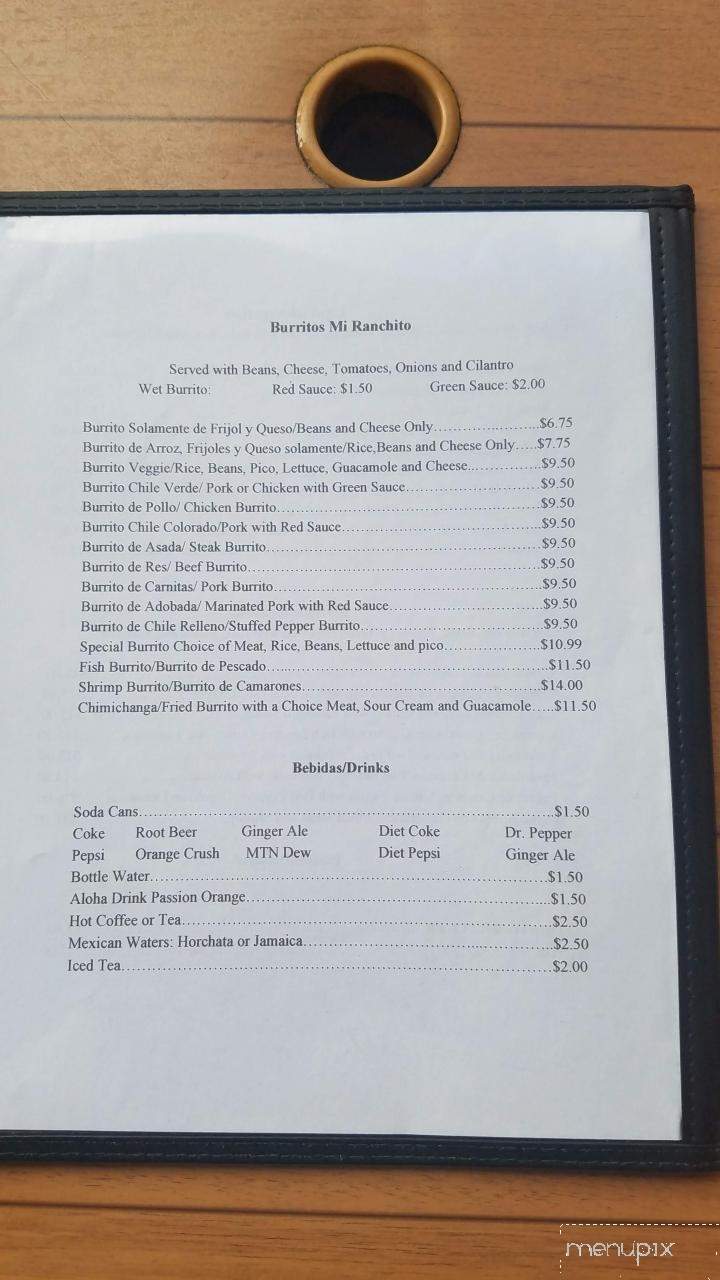 Burritos Mi Ranchito
Served with Beans, Cheese, Tomatoes, Onions and Cilantro
Wet Burrito: Red Sauce: $1.50 Green Sauce: $2.00
Burrito Solamente de Frijol y Queso/Beans and Cheese Only........................$6.75
Burrito de Arroz, Frijoles y Queso solamente/Rice,Beans and Cheese Only.....$7.75
Burrito Veggie/Rice, Beans, Pico, Lettuce, Guacamole and Cheese.................$9.50
Burrito Chile Verde/ Pork or Chicken with Green Sauce................................$9.50
Burrito de Pollo/ Chicken Burrito...............................................................$9.50
Burrito Chile Colorado/Pork with Red Sauce................................................$9.50
Burrito de Asada/ Steak Burrito.................................................................$9.50
Burrito de Res/ Beef Burrito......................................................................$9.50
Burrito de Carnitas/ Pork Burrito................................................................$9.50
Burrito de Adobada/ Marinated Pork with Red Sauce....................................$9.50
Burrito de Chile Relleno/Stuffed Pepper Burrito...........................................$9.50
Special Burrito Choice of Meat, Rice, Beans, Lettuce and pico.......................$10.99
Fish Burrito/Burrito de Pescado..................................................................$11.50
Shrimp Burrito/Burrito de Camarones.........................................................$14.00
Chimichanga/Fried Burrito with a Choice Meat, Sour Cream and Guacamole.....$11.50
Bebidas/Drinks
Soda Cans..............................................................................................$1.50
Coke Root Beer Ginger Ale Diet Coke Dr. Pepper
Pepsi Orange Crush MTN Dew Diet Pepsi Ginger Ale
Bottle Water...........................................................................................$1.50
Aloha Drink Passion Orange.....................................................................$1.50
Hot Coffee or Tea....................................................................................$2.50
Mexican Waters: Horchata or Jamaica........................................................$2.50
Iced Tea.................................................................................................$2.00
menupix